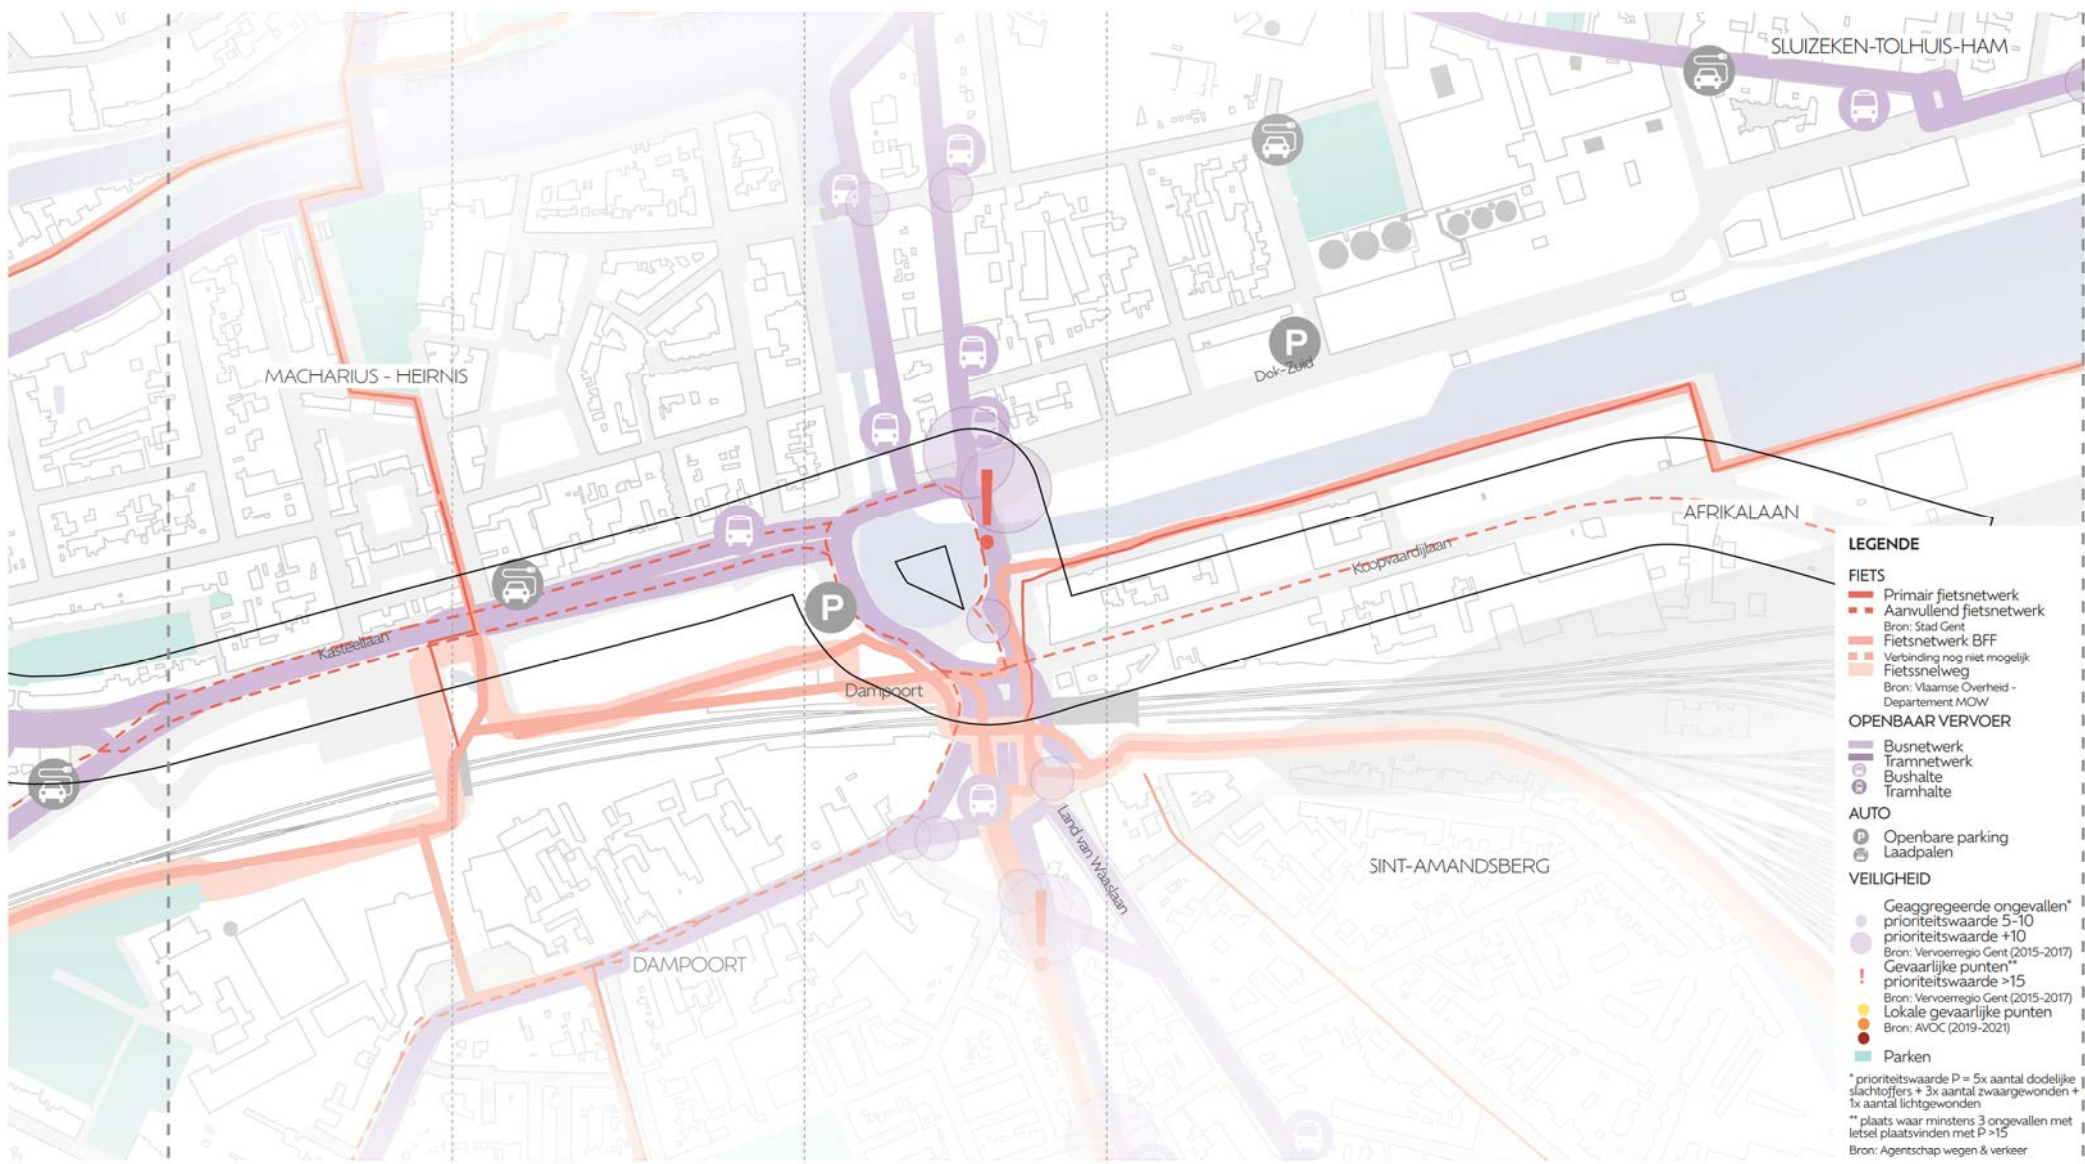 SLUIZEKEN-TOLHUIS-HAM
P
Dok-Zuid
MACHARIUS - HEIRNIS
AFRIKALAAN
Koopvaardijlaan
P
Kasteellaan
Dampoort
Land van Waaslaan
SINT-AMANDSBERG
DAMPOORT
LEGENDE
FIETS
Primair fietsnetwerk
Aanvullend fietsnetwerk
Bron: Stad Gent
Fietsnetwerk BFF
Verbinding nog niet mogelijk
Fietssnelweg
Bron: Vlaamse Overheid -
Departement MOW
OPENBAAR VERVOER
Busnetwerk
Tramnetwerk
Bushalte
Tramhalte
AUTO
P Openbare parking
Laadpalen
VEILIGHEID
Geaggregeerde ongevallen*
prioriteitswaarde 5-10
prioriteitswaarde +10
Bron: Vervoerregio Gent (2015-2017)
! Gevaarlijke punten**
prioriteitswaarde >15
Bron: Vervoerregio Gent (2015-2017)
Lokale gevaarlijke punten
Bron: AVOC (2019-2021)
Parken
* prioriteitswaarde P = 5x aantal dodelijke
slachtoffers + 3x aantal zwaargewonden +
1x aantal lichtgewonden
** plaats waar minstens 3 ongevallen met
letsel plaatsvinden met P >15
Bron: Agentschap wegen & verkeer